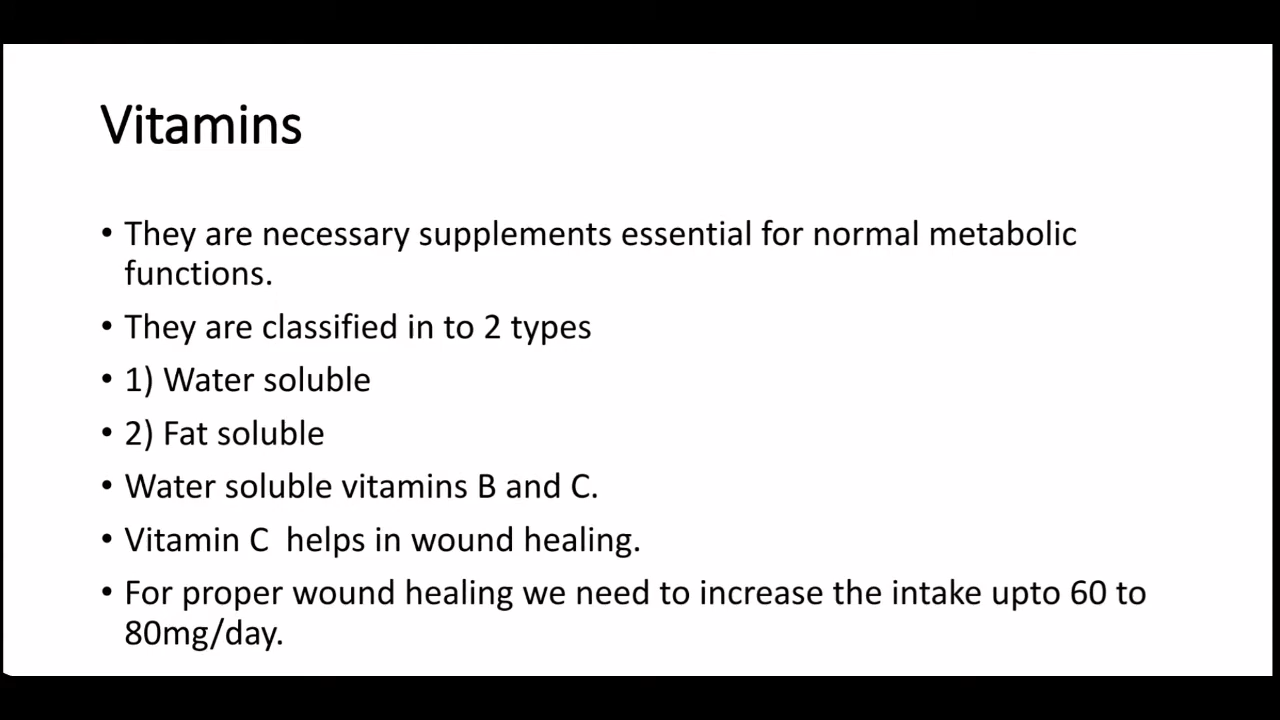 Vitamins
• They are necessary supplements essential for normal metabolic
functions.
• They are classified in to 2 types
• 1) Water soluble
• 2) Fat soluble
• Water soluble vitamins B and C.
• Vitamin C  helps in wound healing.
• For proper wound healing we need to increase the intake upto 60 to
80mg/day.